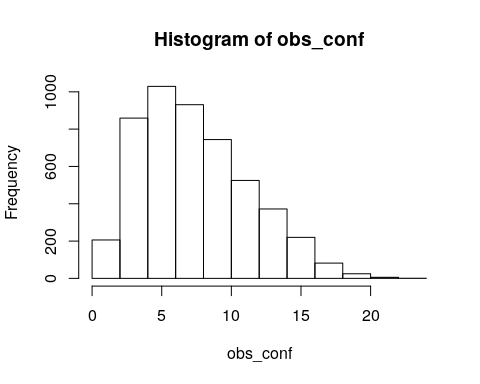 Histogram of obs_conf
Frequency
1000
600
200
0
0 5 10 15 20
obs_conf